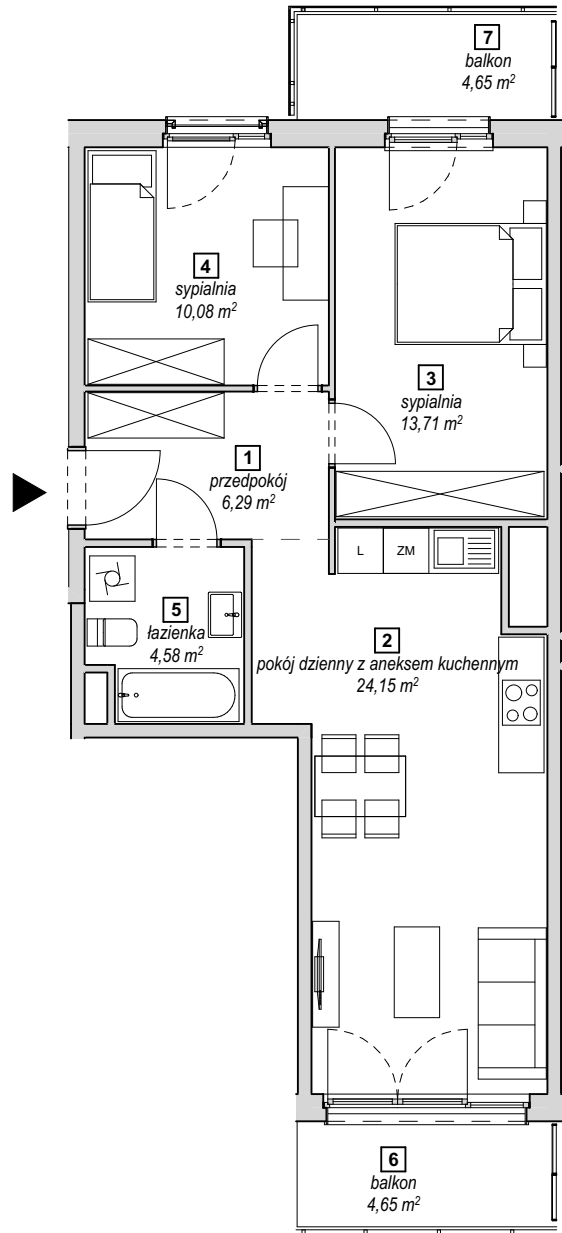 7
balkon
4,65 m²
4
sypialnia
10,08 m²
3
sypialnia
13,71 m²
1
przedpokój
6,29 m²
L
ZM
5
łazienka
4,58 m²
2
pokój dzienny z aneksem kuchennym
24,15 m²
6
balkon
4,65 m²